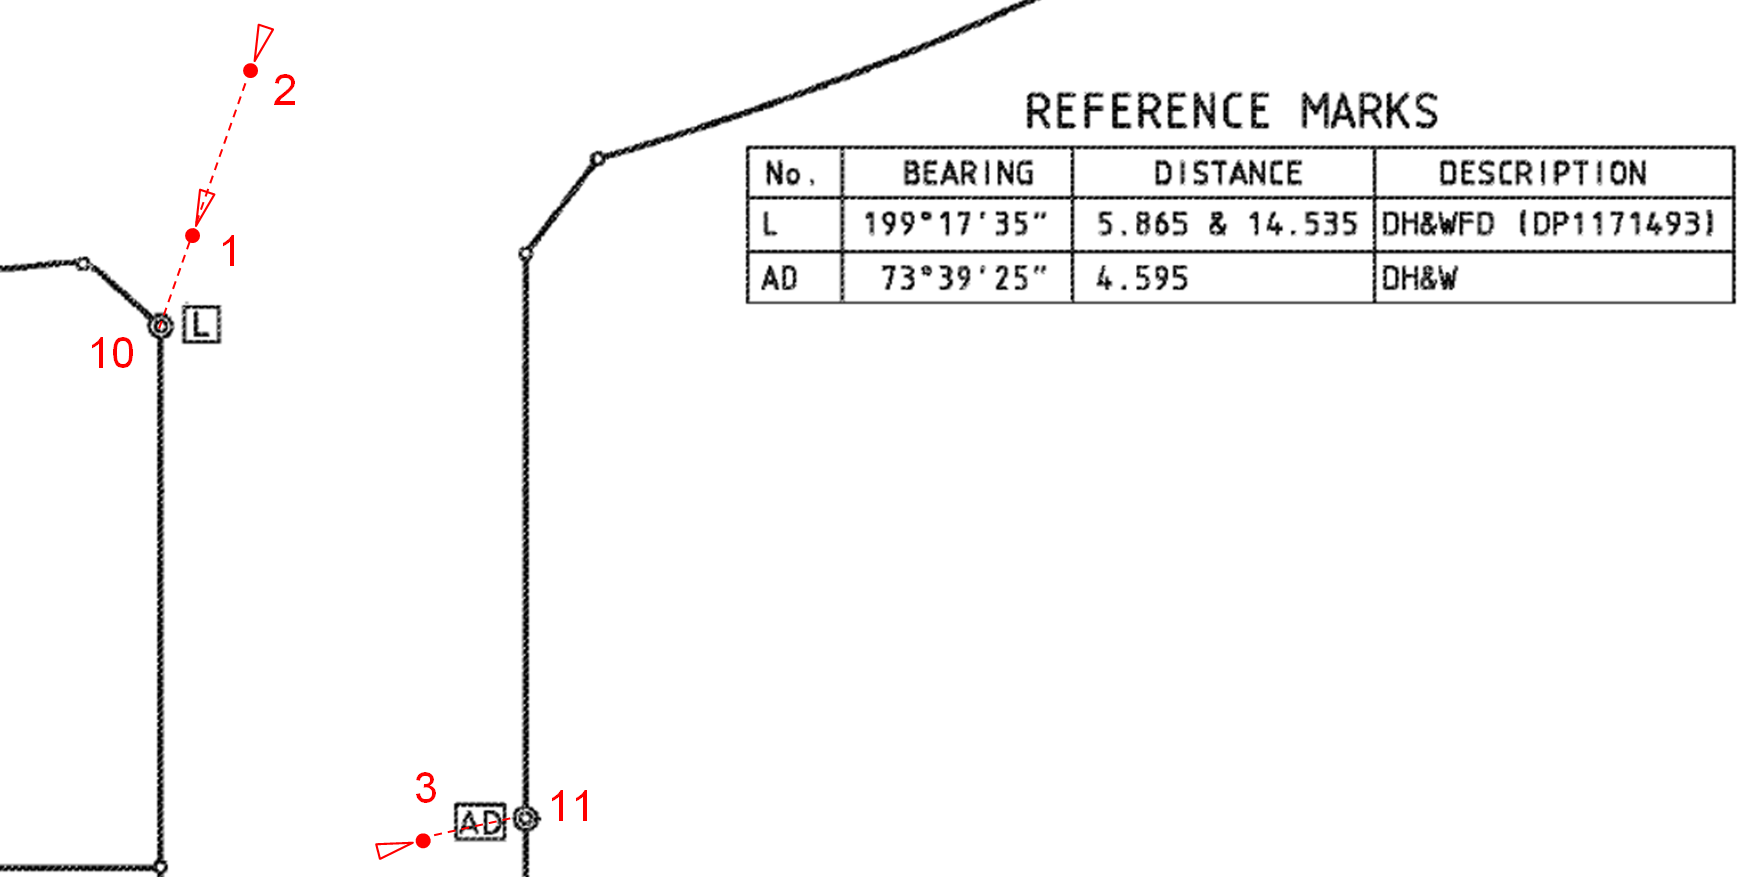 2
REFERENCE MARKS
No. BEARING DISTANCE DESCRIPTION
L 199°17'35" 5.865 & 14.535 DH&WFD (DP1171493)
AD 73°39'25" 4.595 DH&W
1
L
10
3
AD
11